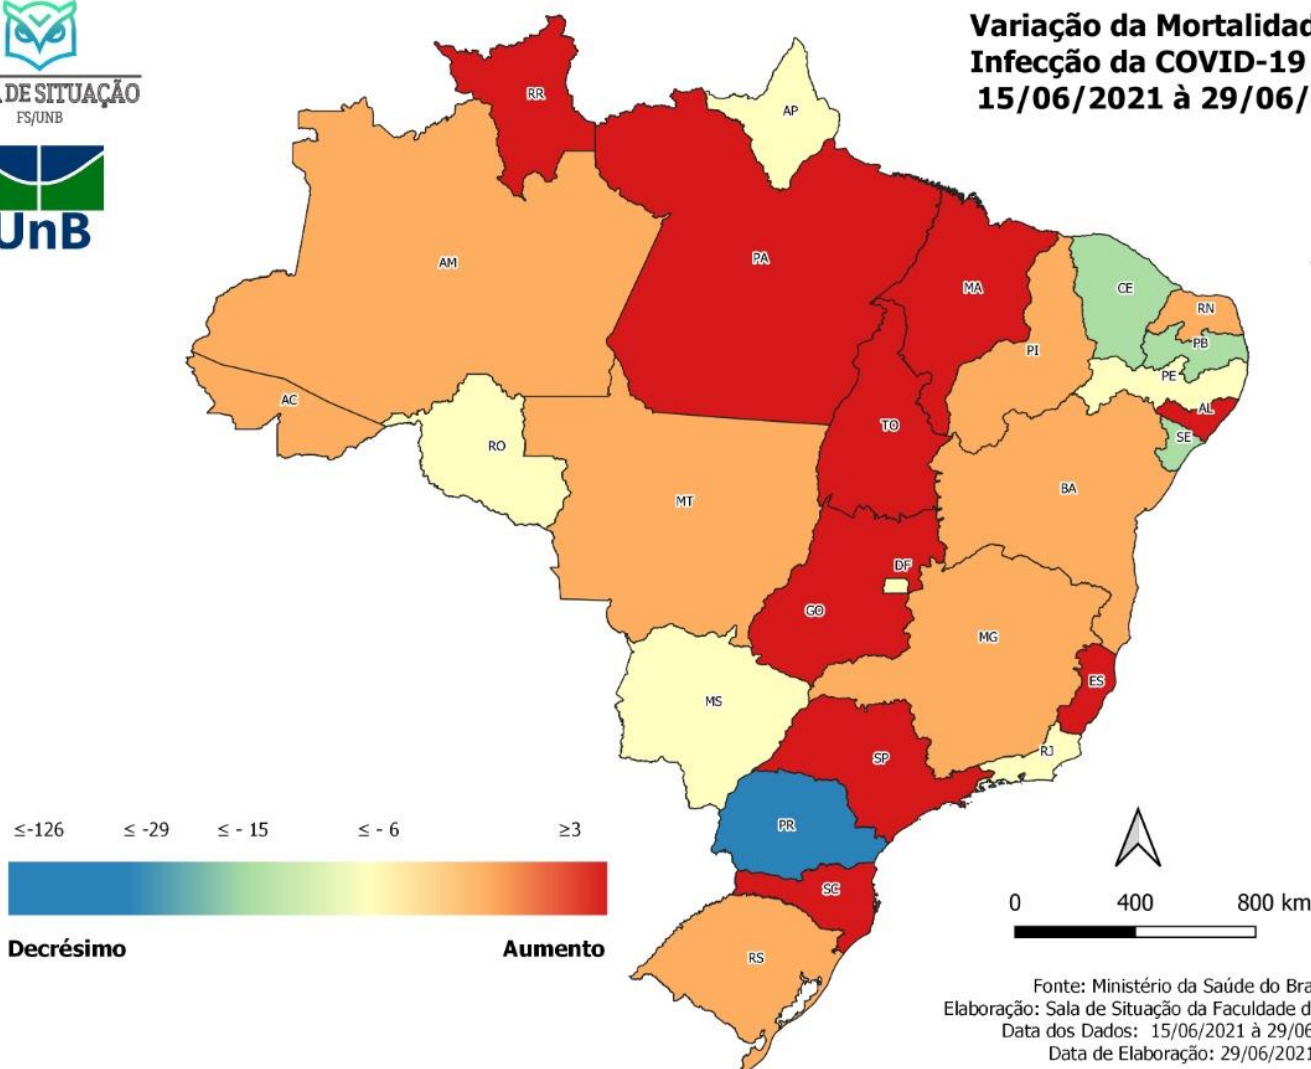 A DE SITUAÇÃO
FS/UNB
UnB
Variação da Mortalidad
Infecção da COVID-19
15/06/2021 à 29/06/
RR
AP
AM
PA
MA
CE
RN
PI
PB
PE
AC
AL
TO
SE
RO
BA
MT
DF
GO
MG
ES
MS
RJ
SP
PR
SC
RS
≤-126 ≤ -29 ≤ - 15 ≤ - 6 ≥3
Decrésimo Aumento
0 400 800 km
Fonte: Ministério da Saúde do Bra
Elaboração: Sala de Situação da Faculdade d
Data dos Dados: 15/06/2021 à 29/06
Data de Elaboração: 29/06/2021